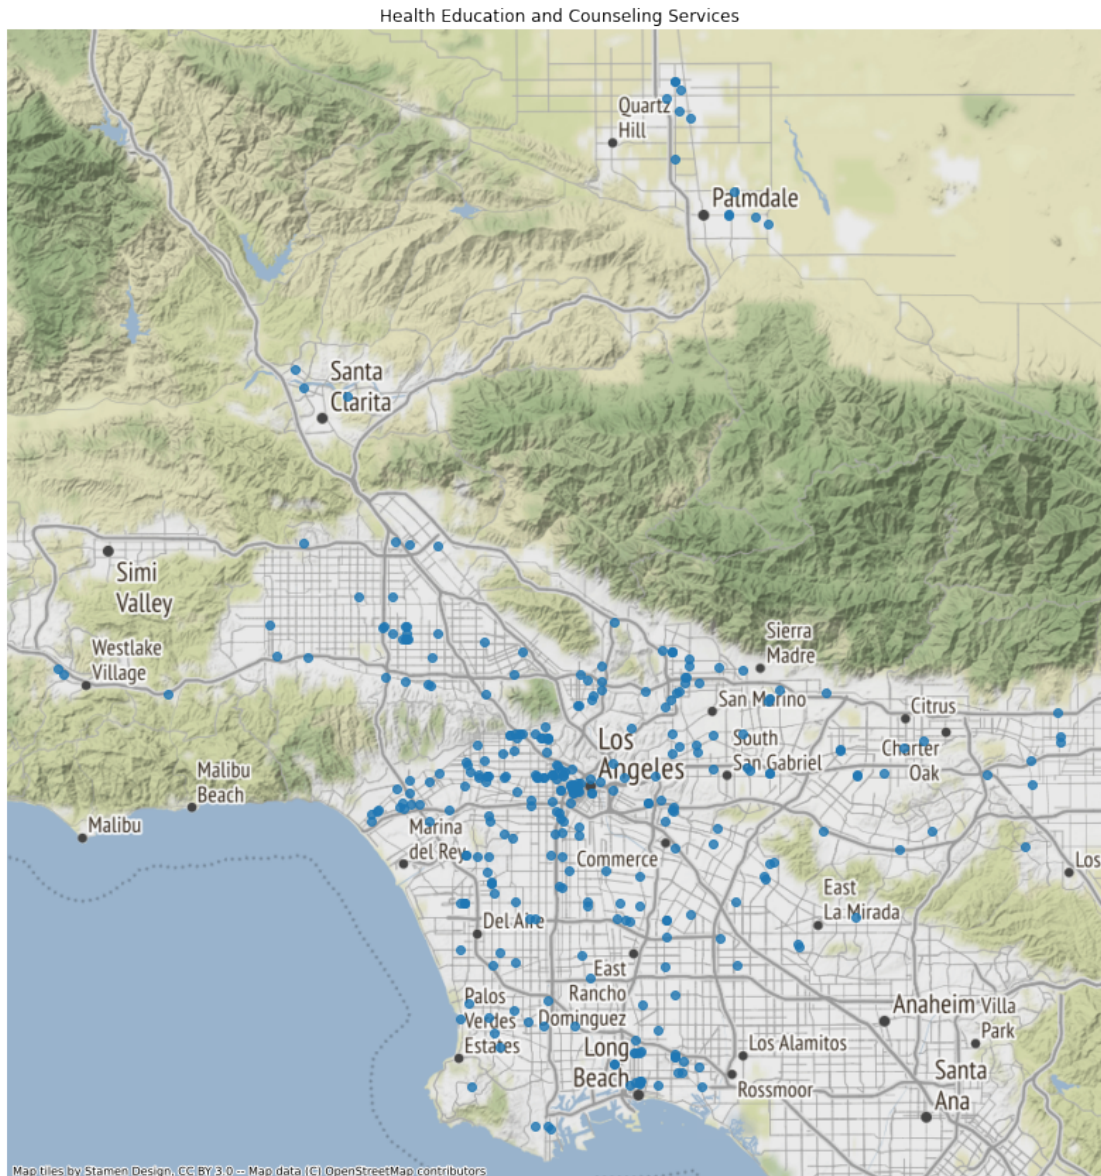 Health Education and Counseling Services
Quartz
Hill
Palmdale
Santa
Clarita
Simi
Valley
Westlake
Village
Sierra
Madre
San Marino
Citrus
Los
Angeles
South
San Gabriel
Charter
Oak
Malibu
Beach
Malibu
Marina
del Rey
Commerce
Los
East
La Mirada
Del Aire
East
Rancho
Dominguez
Palos
Verdes
Estates
Anaheim
Villa
Park
Long
Beach
Los Alamitos
Rossmoor
Santa
Ana
Map tiles by Stamen Design, CC BY 3.0 -- Map data (C) OpenStreetMap contributors